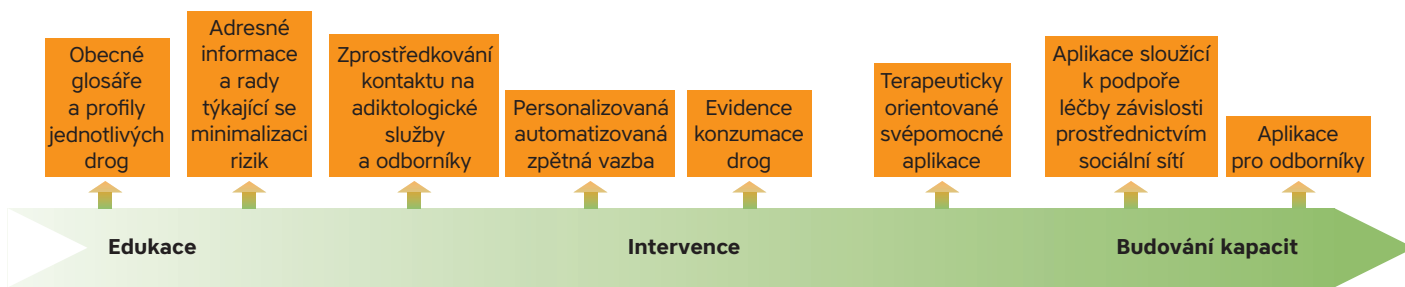 Obecné
glosáře
a profily
jednotlivých
drog
Adresné
informace
a rady
týkající se
minimalizaci
rizik
Zprostředkování
kontaktu na
adiktologické
služby
a odborníky
Personalizovaná
automatizovaná
zpětná vazba
Evidence
konzumace
drog
Terapeuticky
orientované
svépomocné
aplikace
Aplikace sloužící
k podpoře
léčby závislosti
prostřednictvím
sociální sítí
Aplikace
pro odborníky
Edukace
Intervence
Budování kapacit